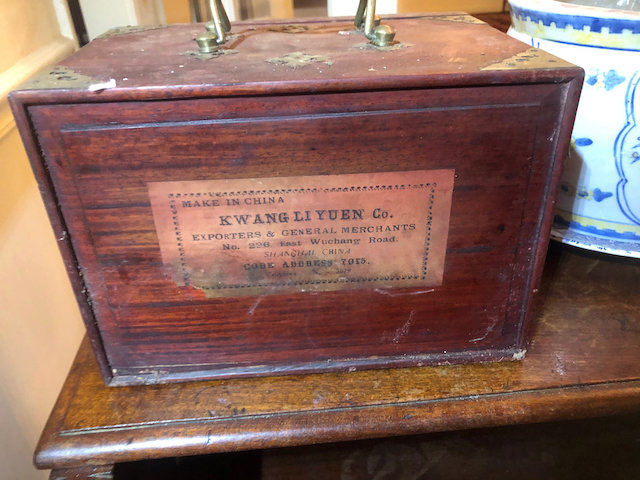 MAKE IN CHINA
KWANG LI YUEN Co.
EXPORTERS & GENERAL MERCHANTS
No. 226. East Wuchang Road.
SHANGHAI, CHINA
CODE ADDRESS